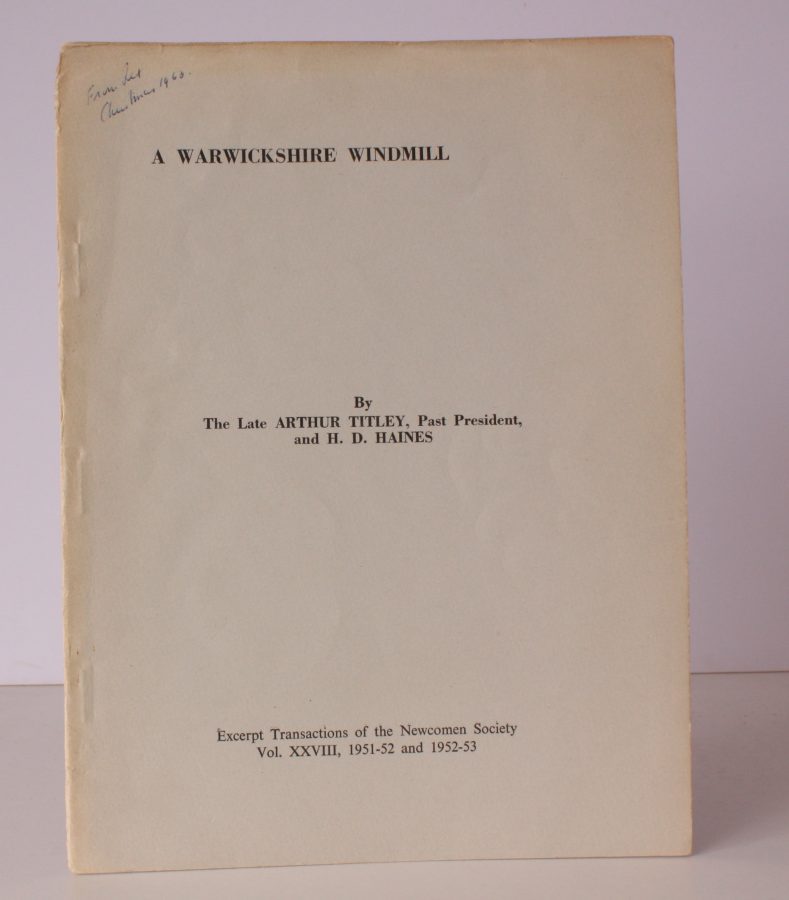 From
Christmas 1960.
A WARWICKSHIRE WINDMILL
By
The Late ARTHUR TITLEY, Past President,
and H. D. HAINES
Excerpt Transactions of the Newcomen Society
Vol. XXVIII, 1951-52 and 1952-53